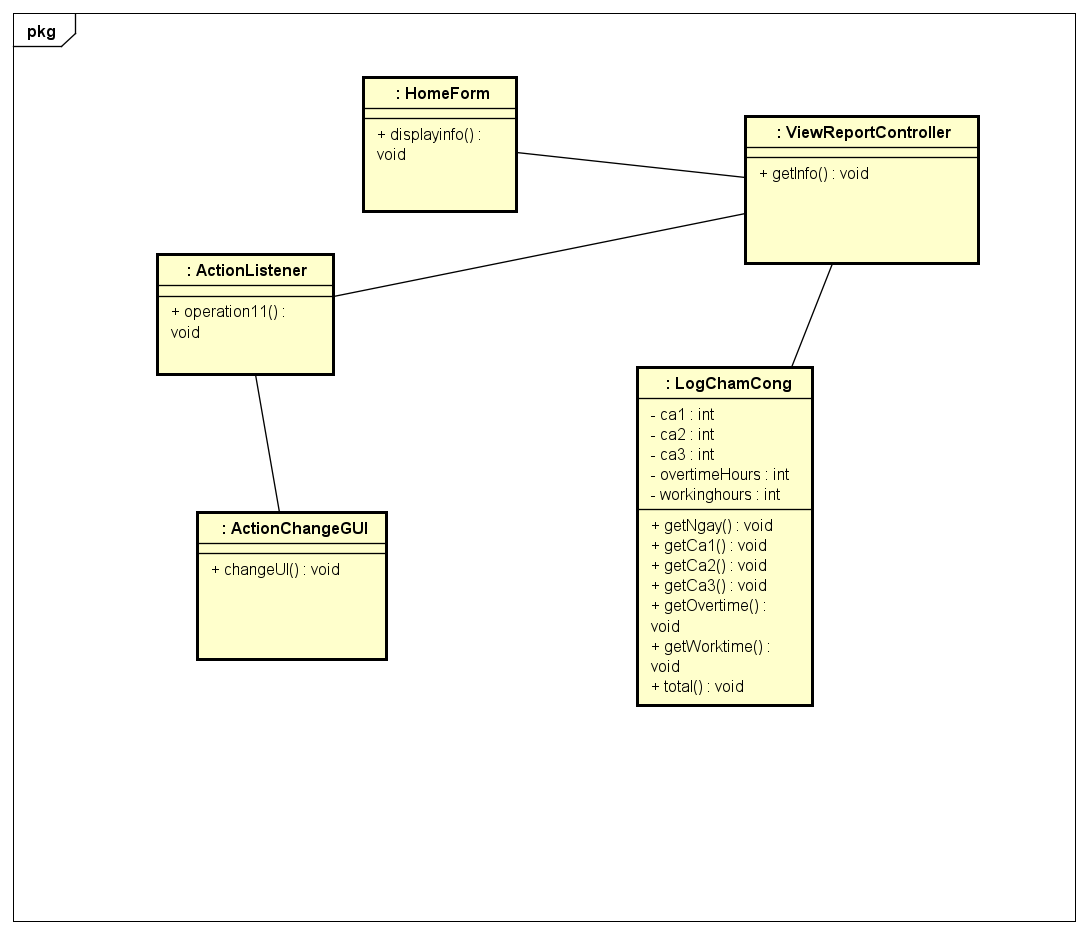 pkg
: HomeForm
+ displayinfo() :
void
: ViewReportController
+ getInfo() : void
: ActionListener
+ operation11() :
void
: LogChamCong
- ca1 : int
- ca2 : int
- ca3 : int
- overtimeHours : int
- workinghours : int
+ getNgay() : void
+ getCa1() : void
+ getCa2() : void
+ getCa3() : void
+ getOvertime() :
void
+ getWorktime() :
void
+ total() : void
: ActionChangeGUI
+ changeUI() : void